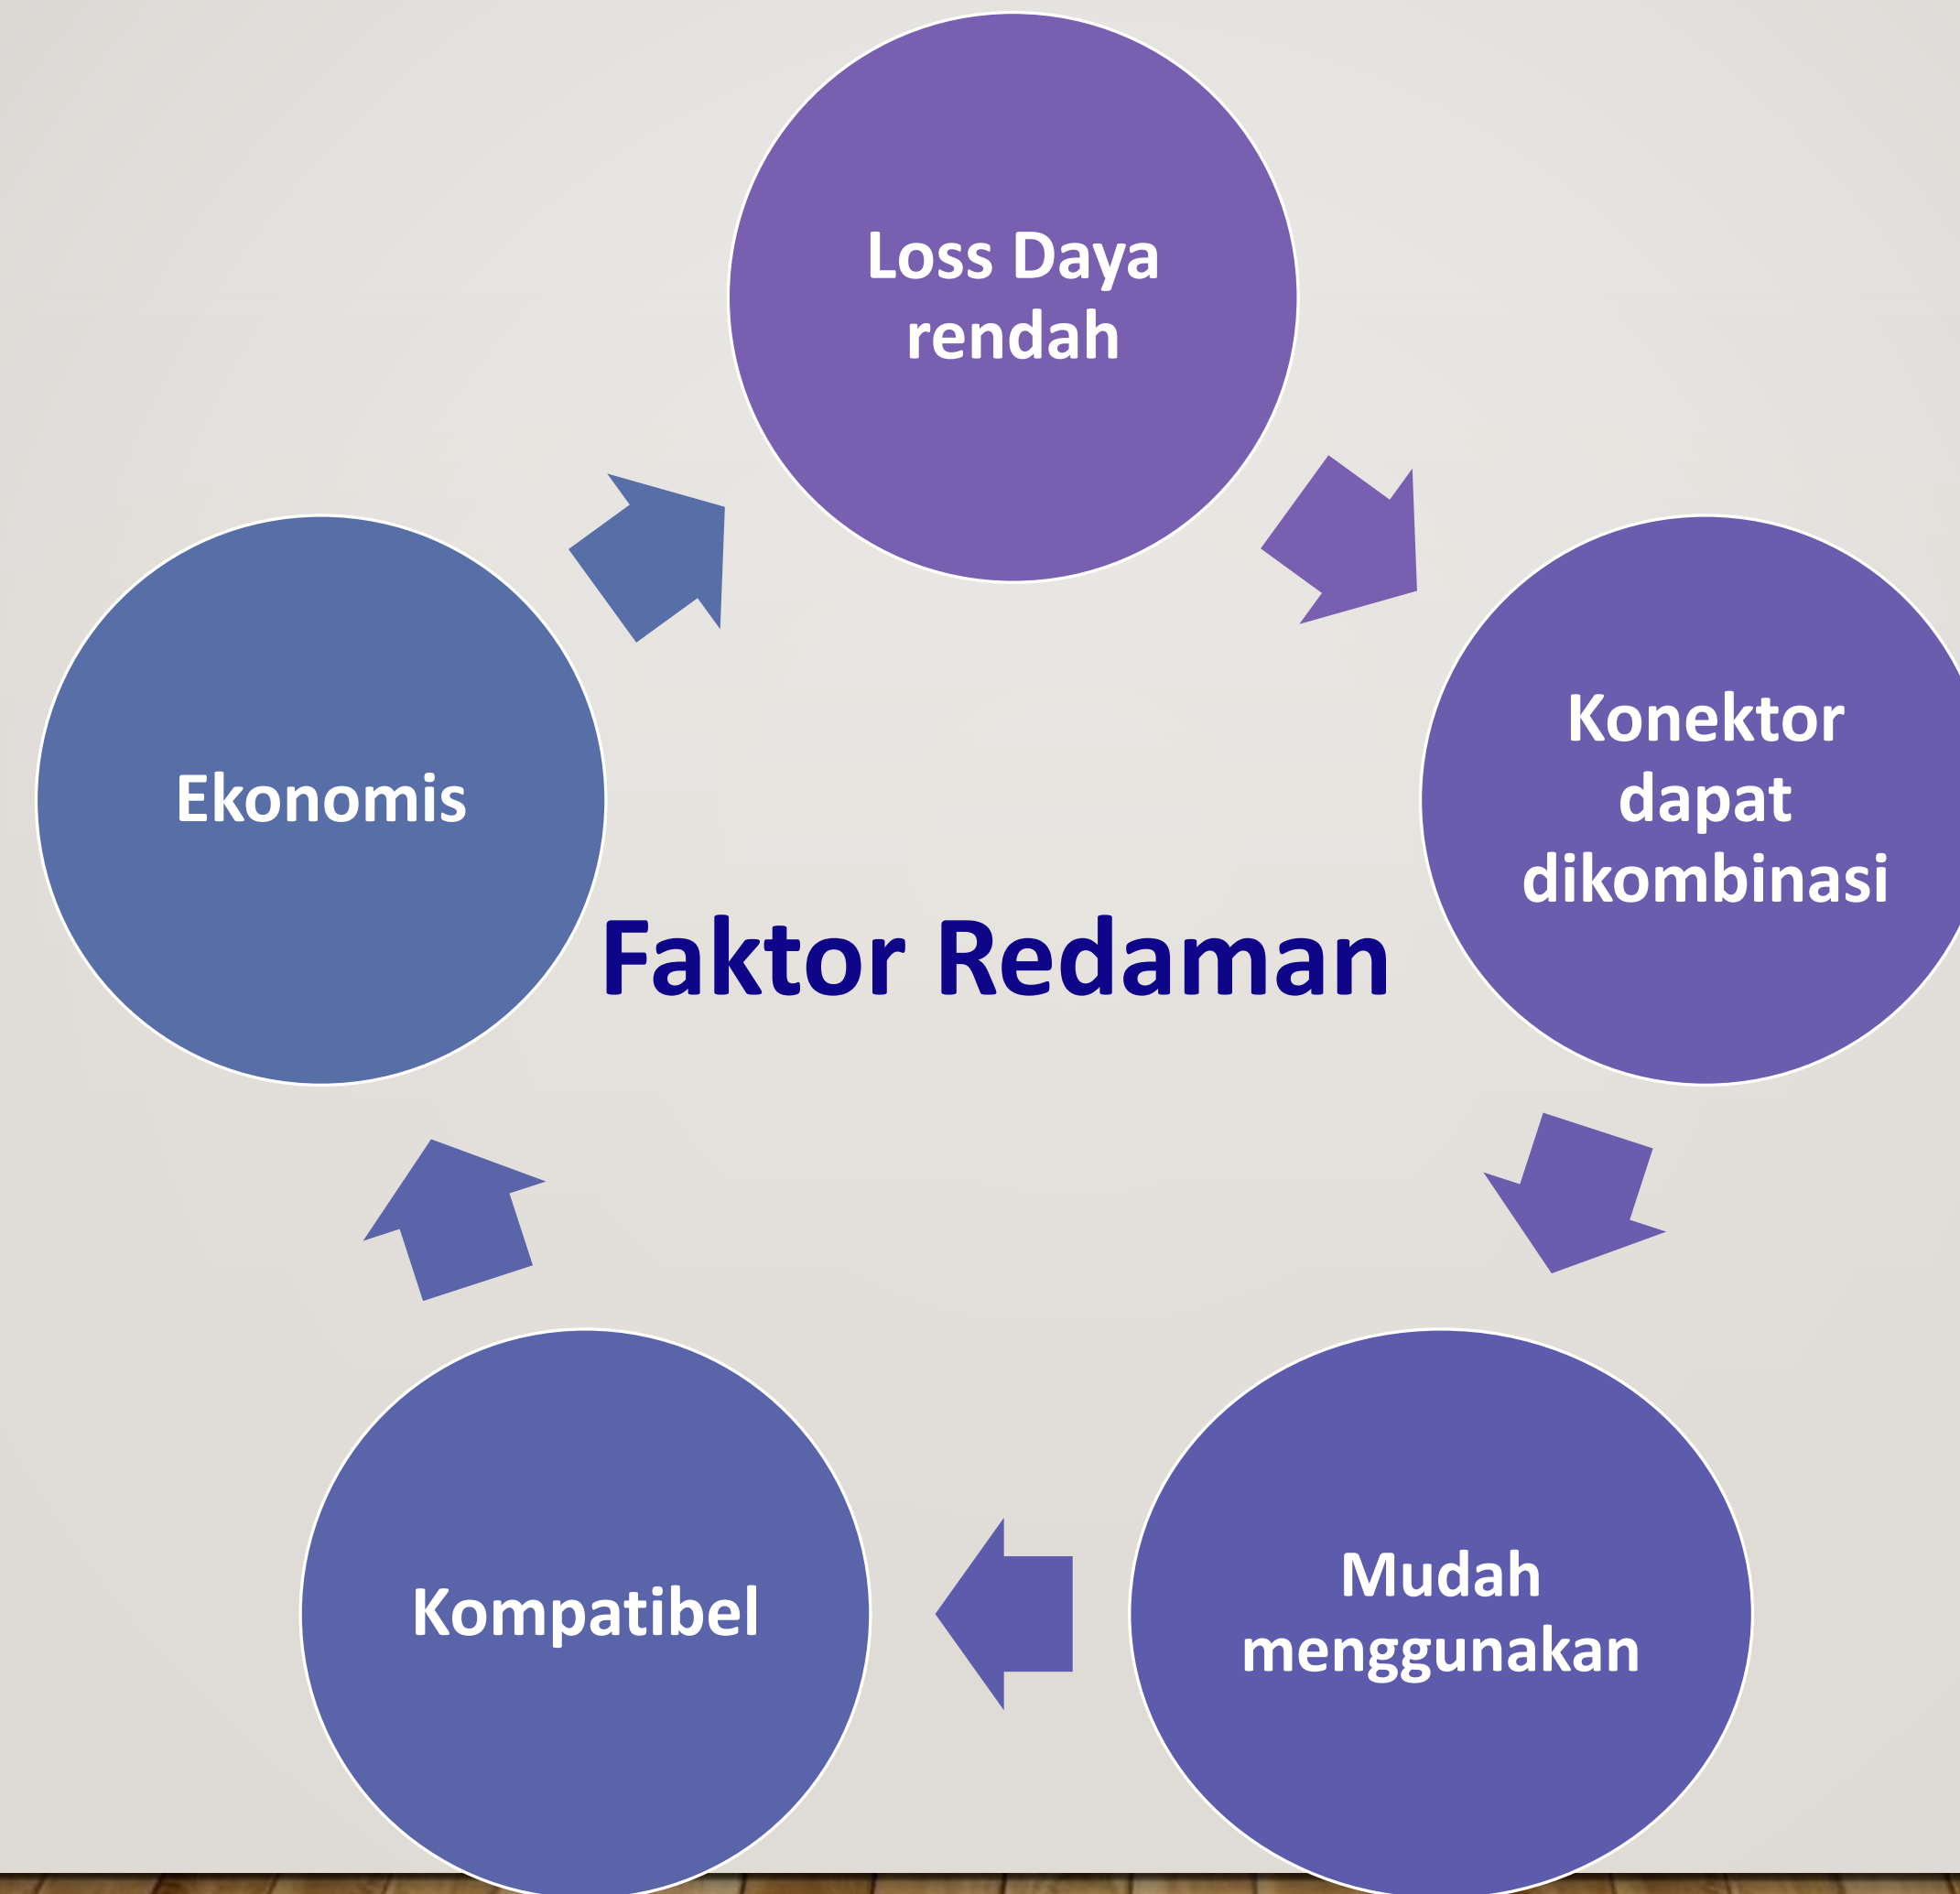 Loss Daya
rendah
Konektor
dapat
dikombinasi
Mudah
menggunakan
Kompatibel
Ekonomis
Faktor Redaman